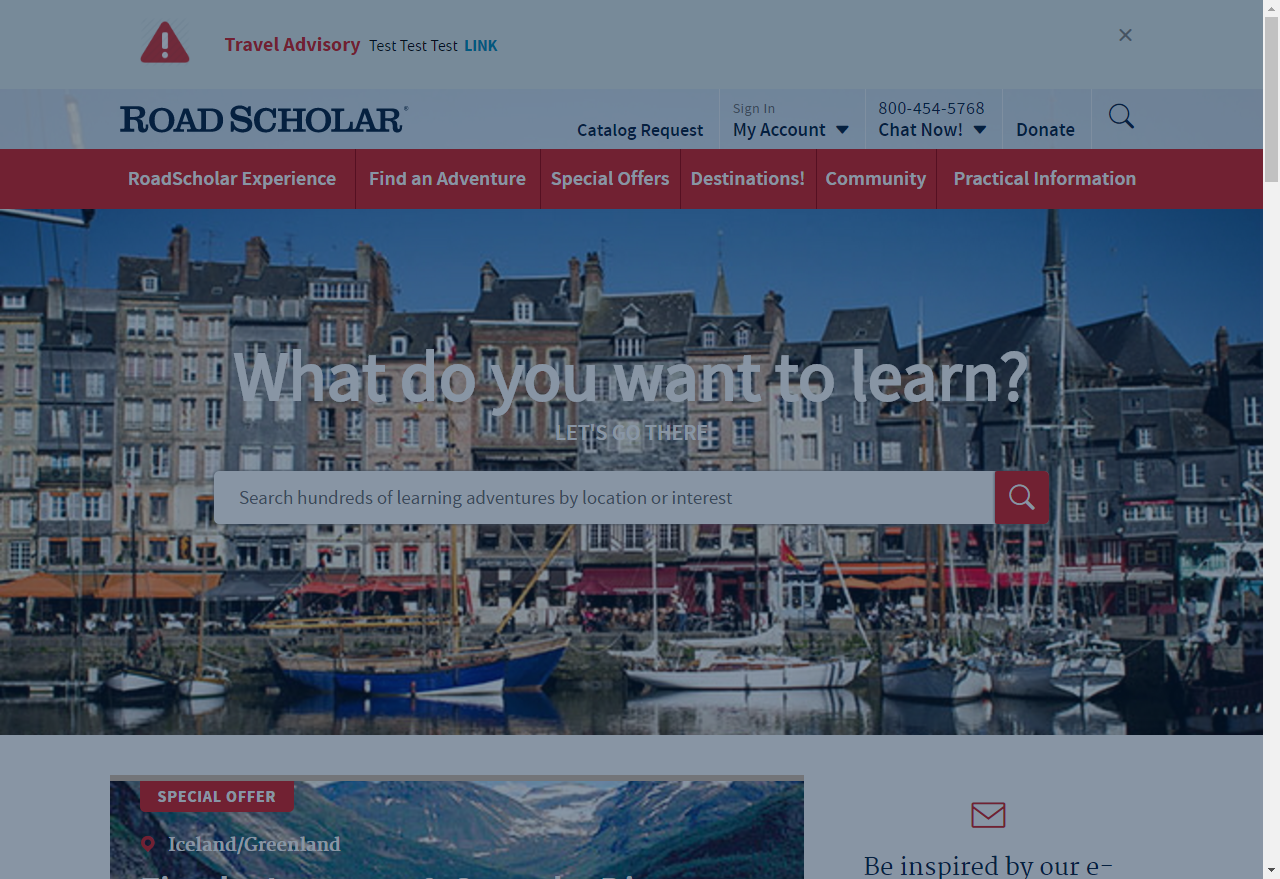 Travel Advisory Test Test Test LINK
ROAD SCHOLAR®
Catalog Request
Sign In
My Account
800-454-5768
Chat Now!
Donate
RoadScholar Experience
Find an Adventure
Special Offers
Destinations!
Community
Practical Information
What do you want to learn?
LET'S GO THERE
Search hundreds of learning adventures by location or interest
SPECIAL OFFER
Iceland/Greenland
Be inspired by our e-